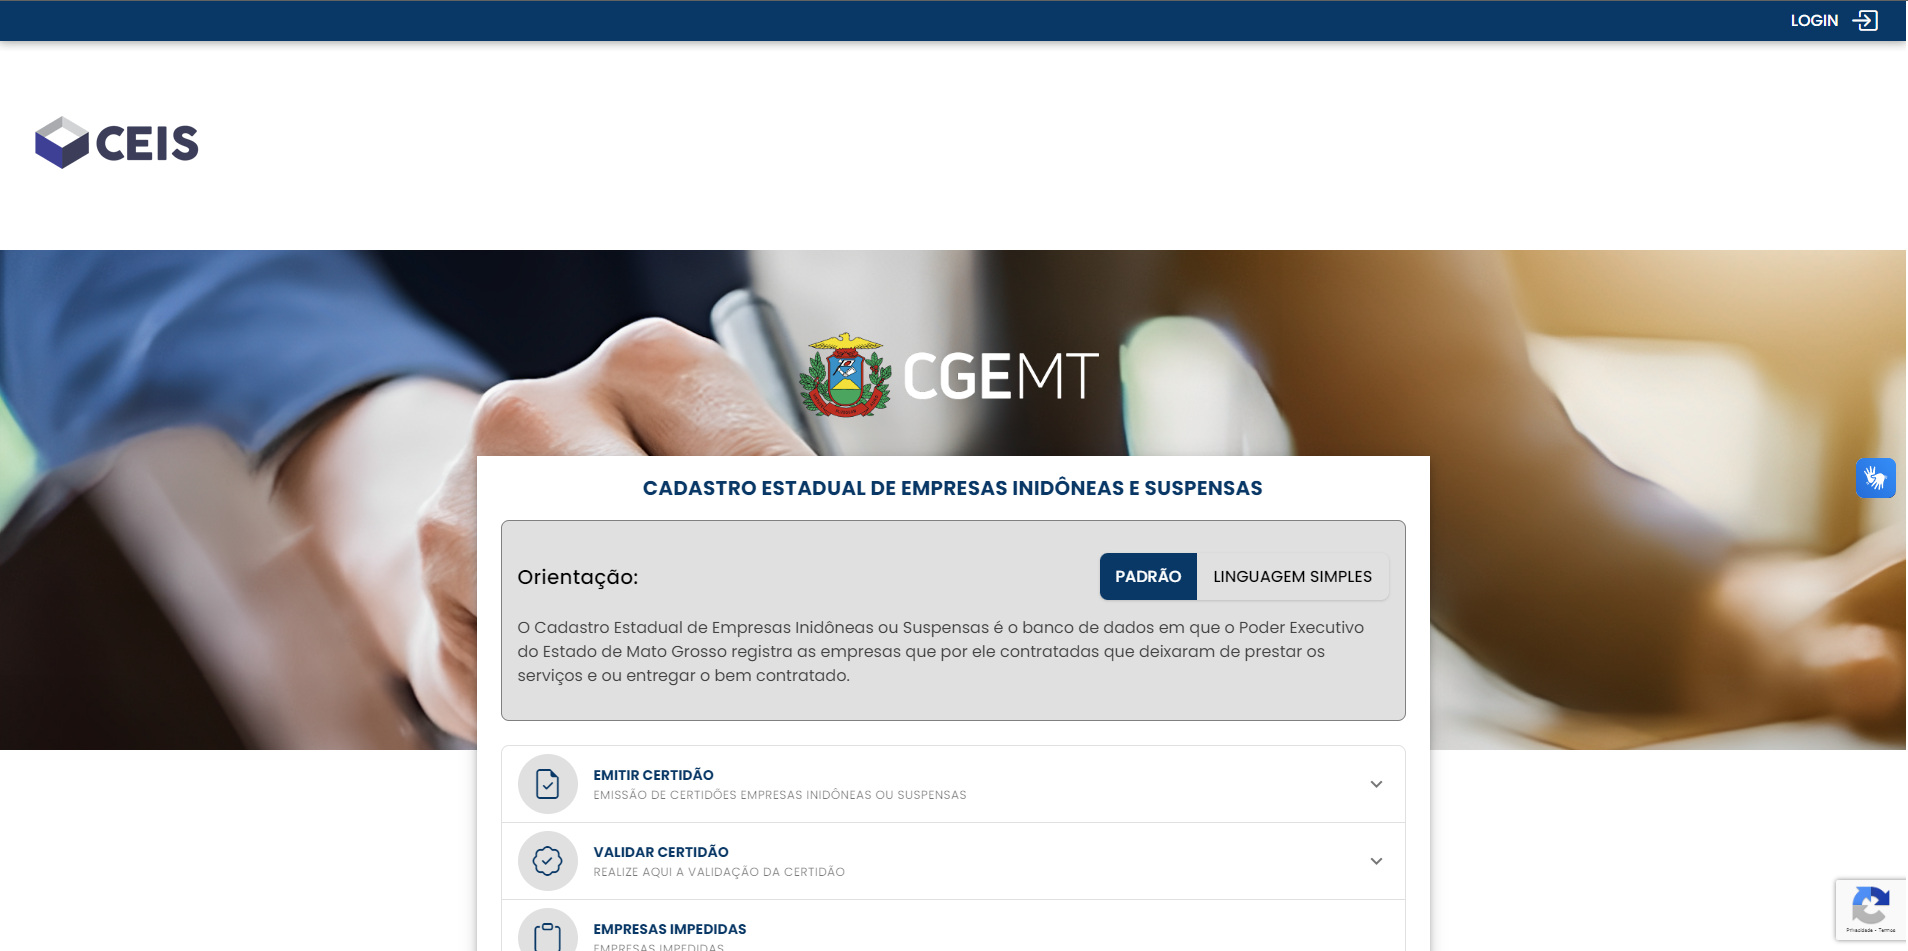 LOGIN
CEIS
CGEMT
CADASTRO ESTADUAL DE EMPRESAS INIDÔNEAS E SUSPENSAS
Orientação:
PADRÃO
LINGUAGEM SIMPLES
O Cadastro Estadual de Empresas Inidôneas ou Suspensas é o banco de dados em que o Poder Executivo
do Estado de Mato Grosso registra as empresas que por ele contratadas que deixaram de prestar os
serviços e ou entregar o bem contratado.
EMITIR CERTIDÃO
EMISSÃO DE CERTIDÕES EMPRESAS INIDÔNEAS OU SUSPENSAS
VALIDAR CERTIDÃO
REALIZE AQUI A VALIDAÇÃO DA CERTIDÃO
EMPRESAS IMPEDIDAS
EMPRESAS IMPEDIDAS
Privacidade - Termos